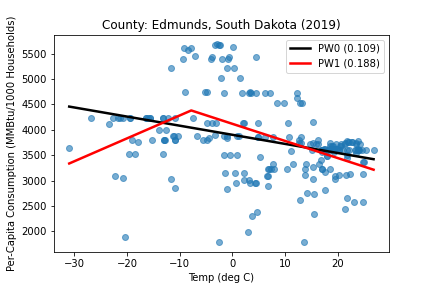 County: Edmunds, South Dakota (2019)
PW0 (0.109)
PW1 (0.188)
Per-Capita Consumption (MMBtu/1000 Households)
5500
5000
4500
4000
3500
3000
2500
2000
−30 −20 −10 0 10 20
Temp (deg C)